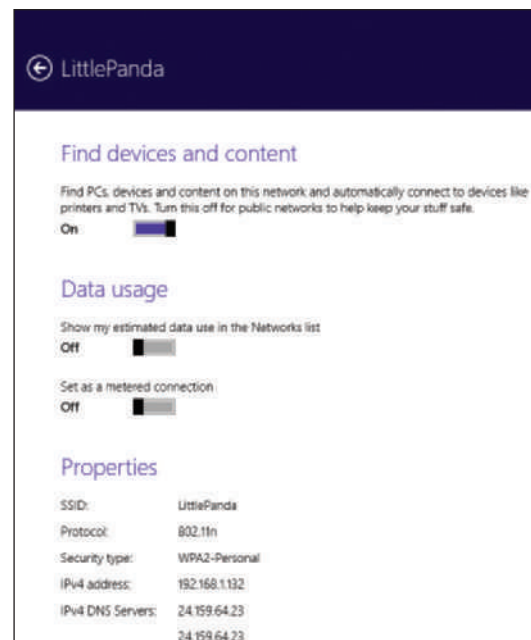 LittlePanda
Find devices and content
Find PCs, devices and content on this network and automatically connect to devices like
printers and TVs. Turn this off for public networks to help keep your stuff safe.
On
Data usage
Show my estimated data use in the Networks list
Off
Set as a metered connection
Off
Properties
SSID: LittlePanda
Protocol: 802.11n
Security type: WPA2-Personal
IPv4 address: 192.168.1.132
IPv4 DNS Servers: 24.159.64.23
24.159.64.23